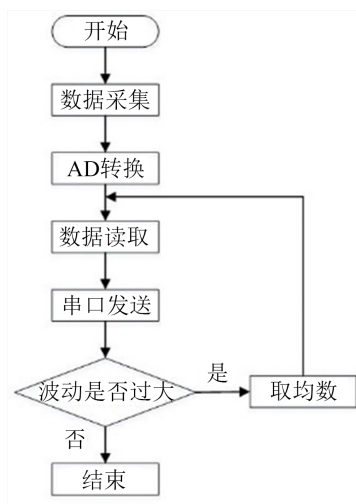 开始
数据采集
AD转换
数据读取
串口发送
波动是否过大
是
取均数
否
结束